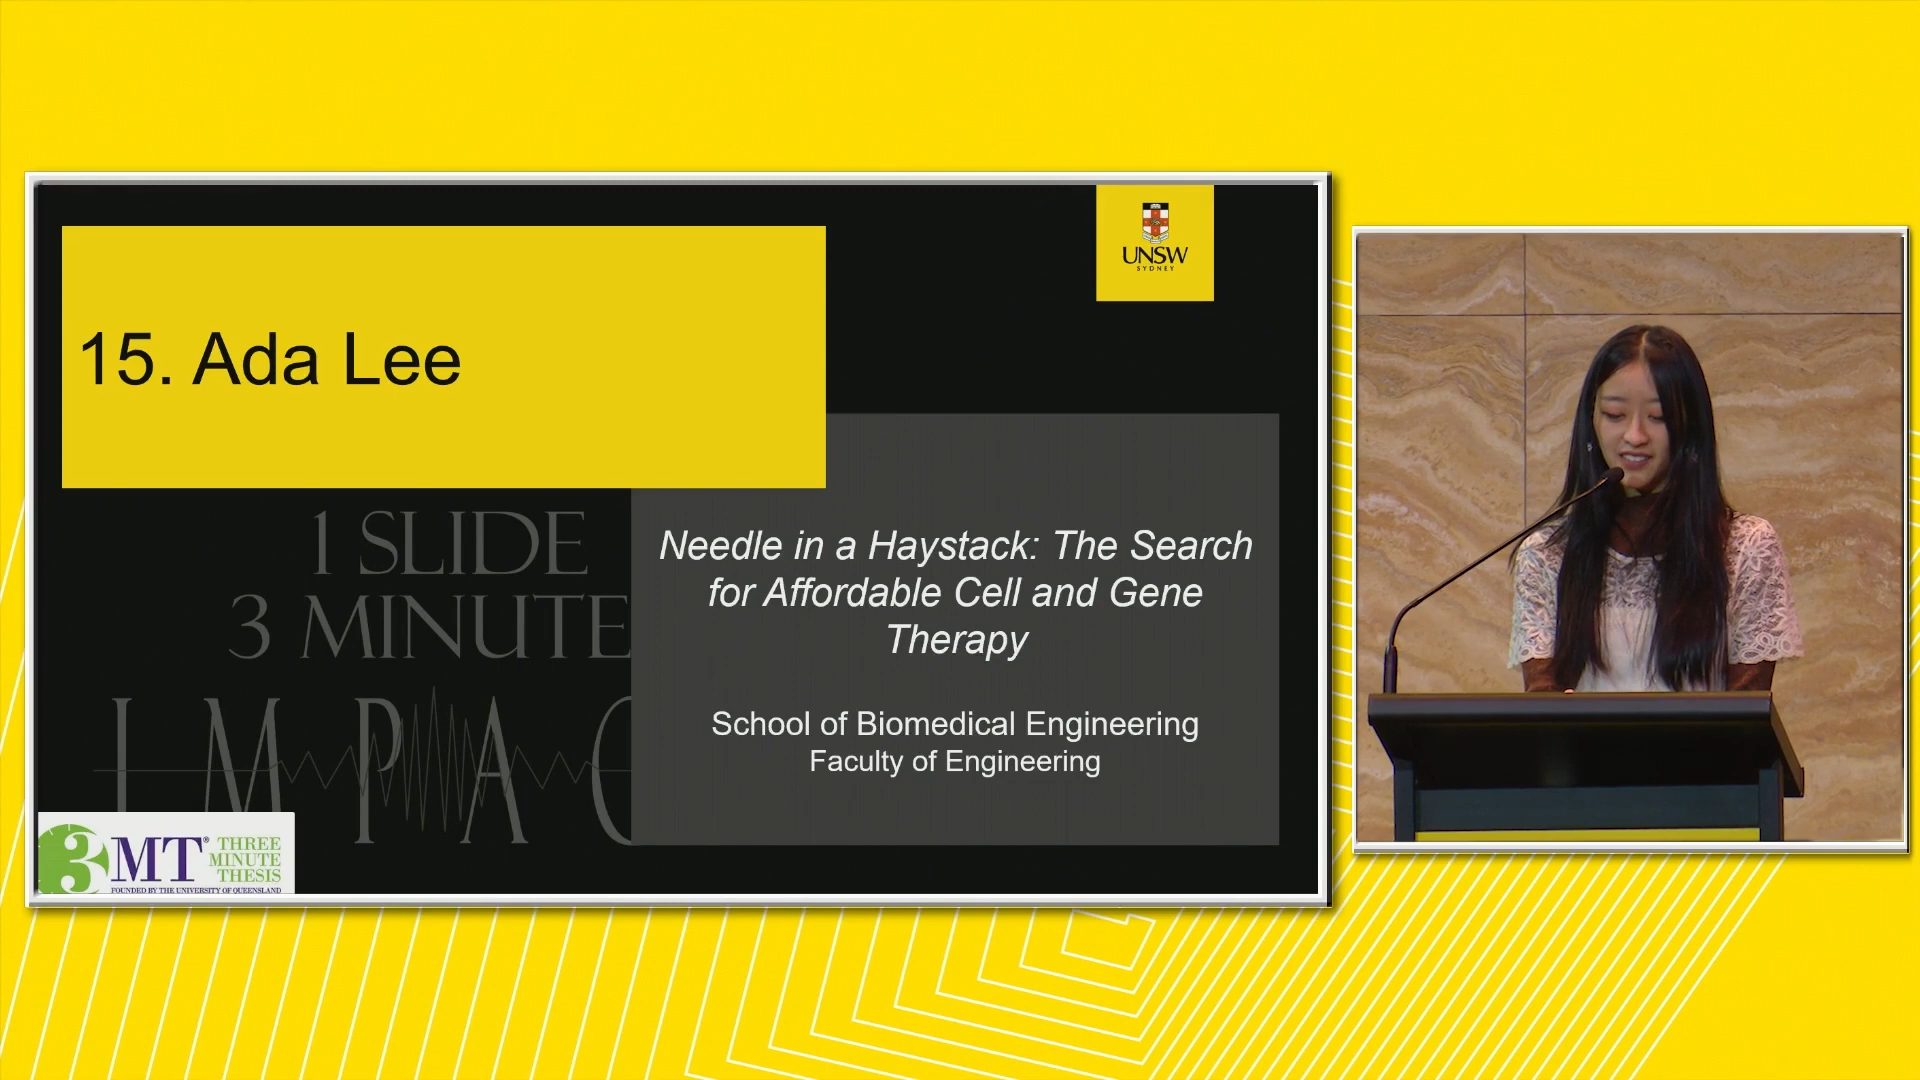 15. Ada Lee
UNSW
SYDNEY
1 SLIDE
3 MINUTE
IMPAC
Needle in a Haystack: The Search
for Affordable Cell and Gene
Therapy
School of Biomedical Engineering
Faculty of Engineering
3MT® THREE
MINUTE
THESIS
FOUNDED BY THE UNIVERSITY OF QUEENSLAND